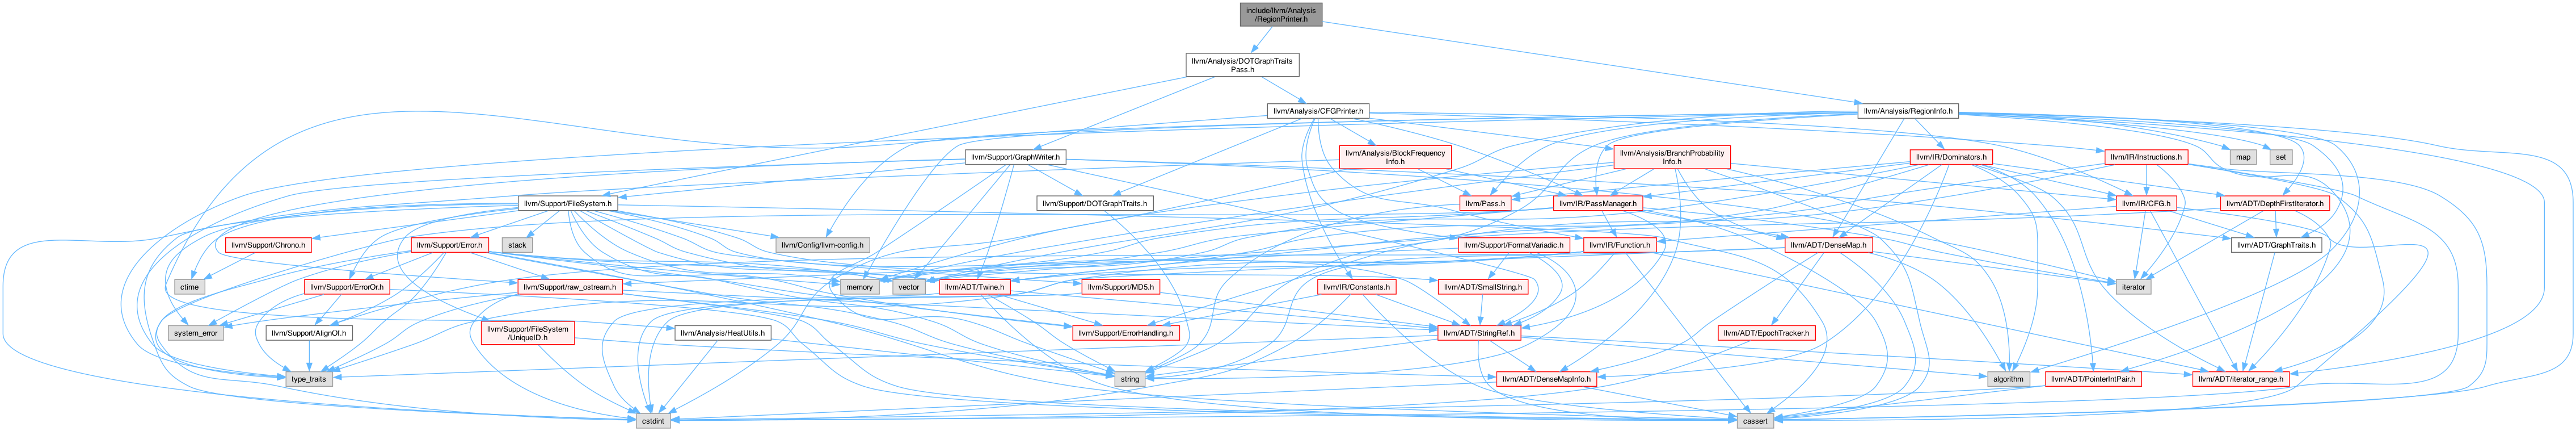 include/llvm/Analysis
/RegionPrinter.h
llvm/Analysis/DOTGraphTraits
Pass.h
llvm/Analysis/CFGPrinter.h
llvm/Analysis/RegionInfo.h
llvm/Support/GraphWriter.h
llvm/Analysis/BlockFrequency
Info.h
llvm/Analysis/BranchProbability
Info.h
llvm/IR/Dominators.h
llvm/IR/Instructions.h
map
set
llvm/Support/FileSystem.h
llvm/Support/DOTGraphTraits.h
llvm/Pass.h
llvm/IR/PassManager.h
llvm/IR/CFG.h
llvm/ADT/DepthFirstIterator.h
llvm/Support/Chrono.h
llvm/Support/Error.h
stack
llvm/Config/llvm-config.h
llvm/Support/FormatVariadic.h
llvm/IR/Function.h
llvm/ADT/DenseMap.h
llvm/ADT/GraphTraits.h
ctime
llvm/Support/ErrorOr.h
llvm/Support/raw_ostream.h
memory
vector
llvm/ADT/Twine.h
llvm/Support/MD5.h
llvm/IR/Constants.h
llvm/ADT/SmallString.h
iterator
system_error
llvm/Support/AlignOf.h
llvm/Support/FileSystem
/UniqueID.h
llvm/Analysis/HeatUtils.h
llvm/Support/ErrorHandling.h
llvm/ADT/StringRef.h
llvm/ADT/EpochTracker.h
type_traits
string
llvm/ADT/DenseMapInfo.h
algorithm
llvm/ADT/PointerIntPair.h
llvm/ADT/iterator_range.h
cstdint
cassert